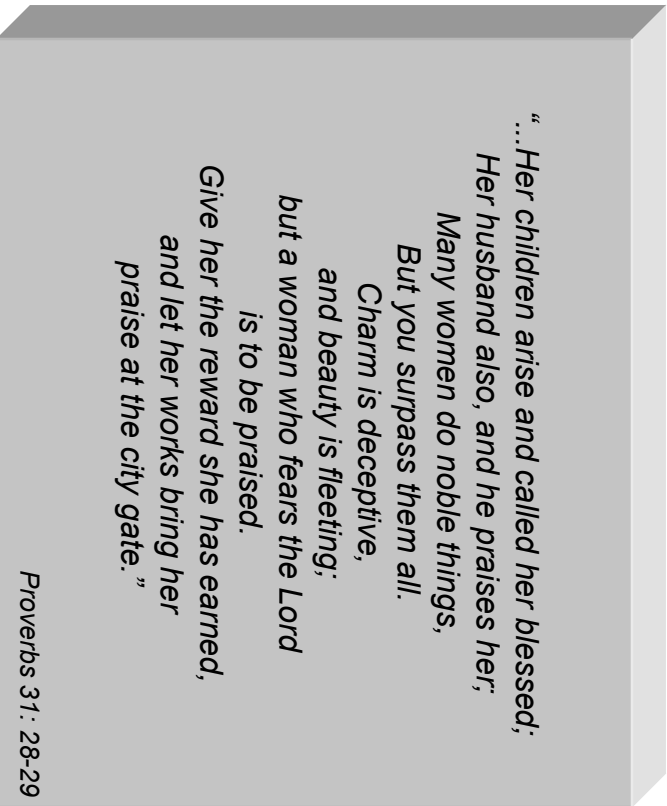 “ ...Her children arise and called her blessed;
Her husband also, and he praises her;
Many women do noble things,
But you surpass them all.
Charm is deceptive,
and beauty is fleeting;
but a woman who fears the Lord
is to be praised.
Give her the reward she has earned,
and let her works bring her
praise at the city gate.”
Proverbs 31: 28-29